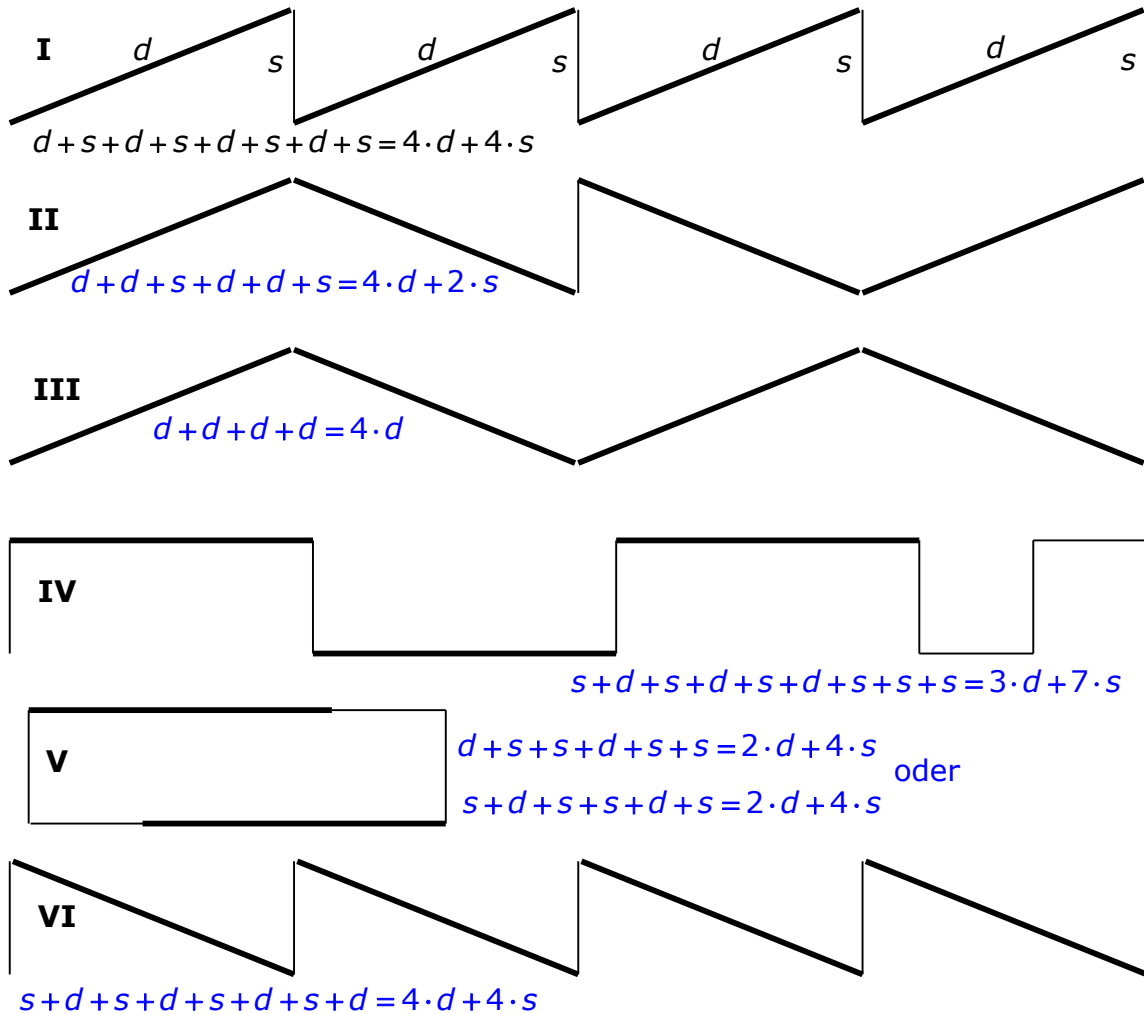 I d s d s d s d s
d+s+d+s+d+s+d+s=4·d+4·s
II
d+d+s+d+d+s=4·d+2·s
III
d+d+d+d=4·d
IV
s+d+s+d+s+d+s+s+s=3·d+7·s
V
d+s+s+d+s+s=2·d+4·s
oder
s+d+s+s+d+s=2·d+4·s
VI
s+d+s+d+s+d+s+d=4·d+4·s